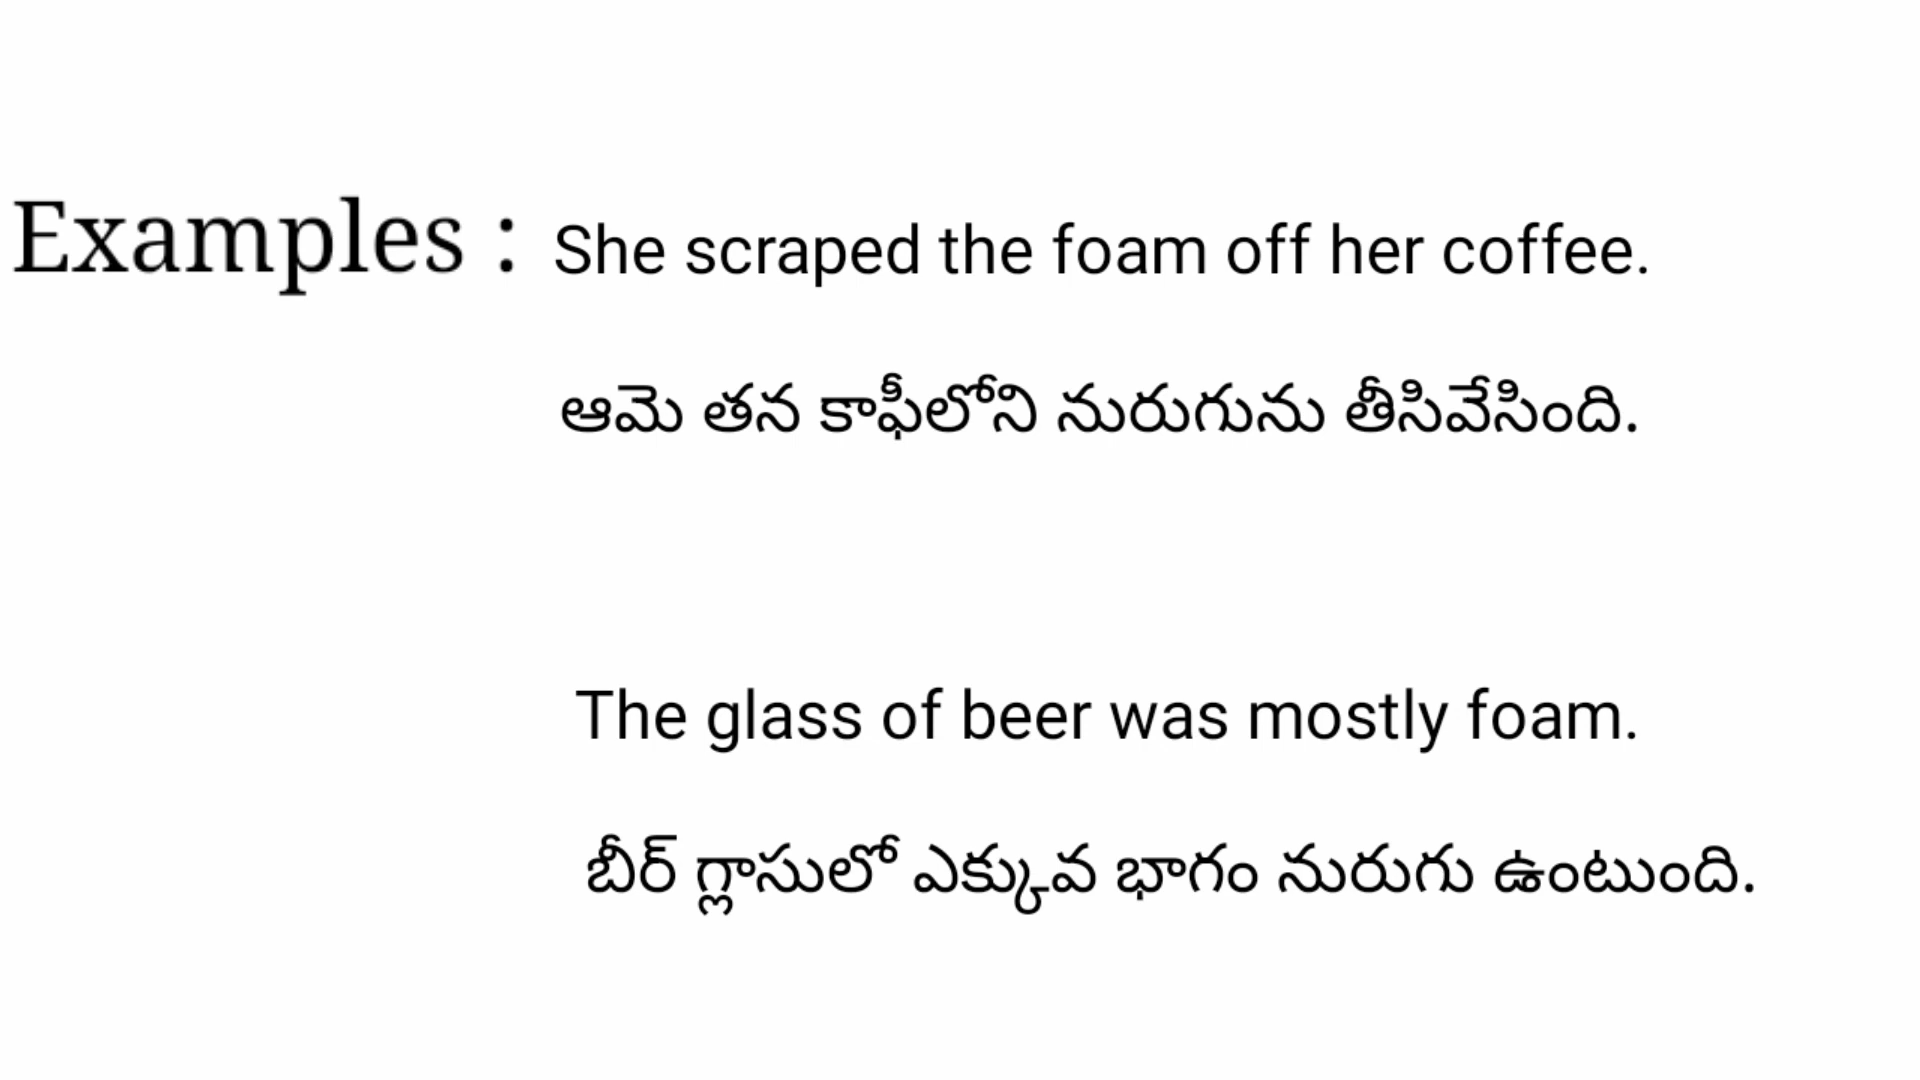 Examples : She scraped the foam off her coffee.
ఆమె తన కాఫీలోని నురుగును తీసివేసింది.
The glass of beer was mostly foam.
బీర్ గ్లాసులో ఎక్కువ భాగం నురుగు ఉంటుంది.